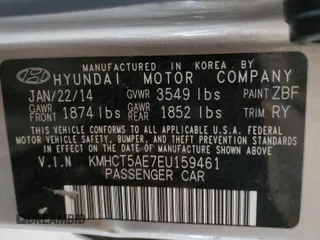 MANUFACTURED IN KOREA BY
HYUNDAI MOTOR COMPANY
JAN/22/14 GVWR 3549 lbs PAINT ZBF
GAWR FRONT 1874 lbs GAWR REAR 1852 lbs TRIM RY
THIS VEHICLE CONFORMS TO ALL APPLICABLE U.S.A. FEDERAL
MOTOR VEHICLE SAFETY, BUMPER, AND THEFT PREVENTION
STANDARDS IN EFFECT ON THE DATE OF MANUFACTURE SHOWN ABOVE
V.I.N KMHCT5AE7EU159461
PASSENGER CAR